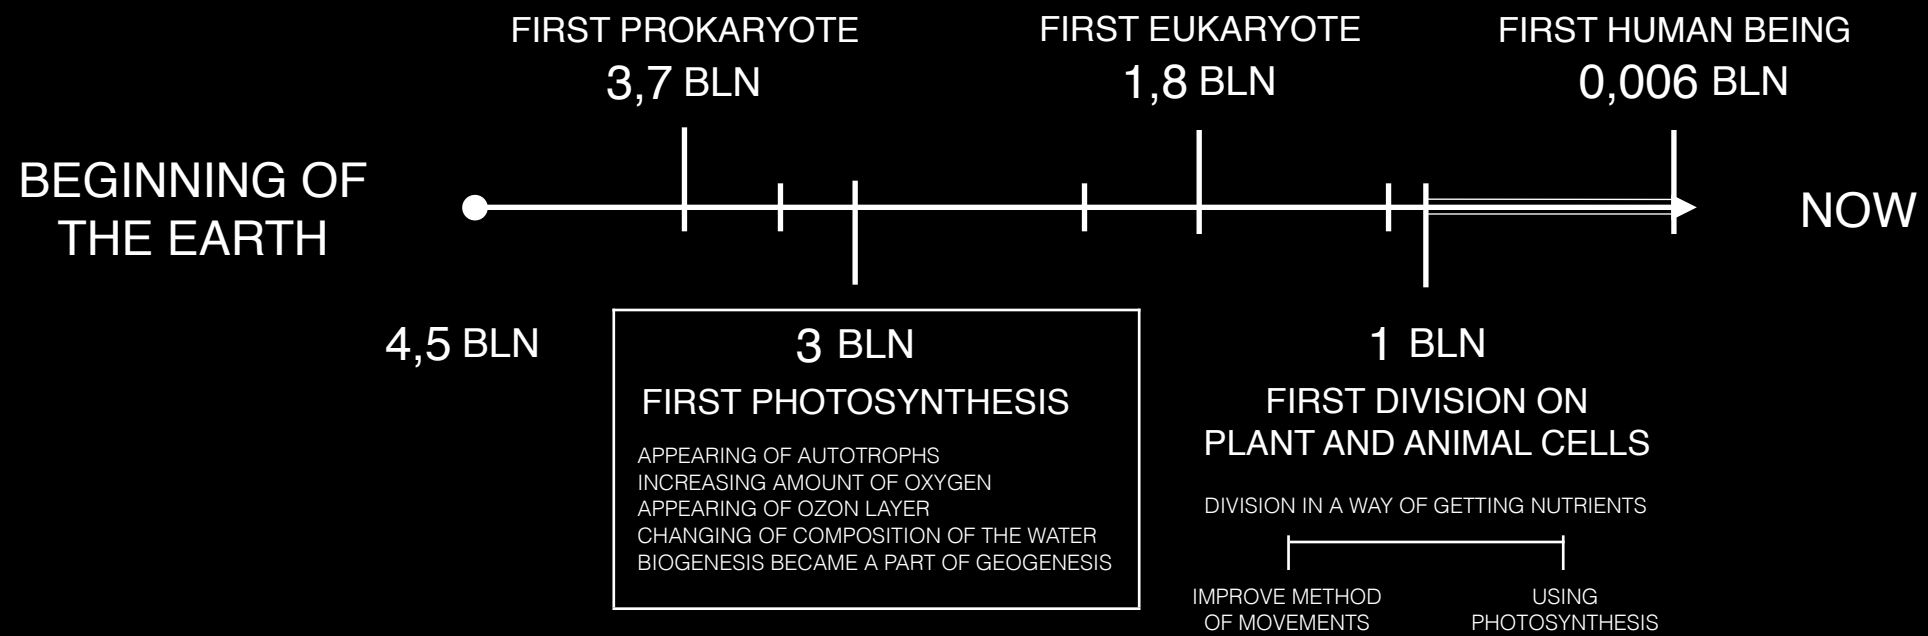 FIRST PROKARYOTE
3,7 BLN
FIRST EUKARYOTE
1,8 BLN
FIRST HUMAN BEING
0,006 BLN
BEGINNING OF
THE EARTH
NOW
4,5 BLN
3 BLN
FIRST PHOTOSYNTHESIS
APPEARING OF AUTOTROPHS
INCREASING AMOUNT OF OXYGEN
APPEARING OF OZON LAYER
CHANGING OF COMPOSITION OF THE WATER
BIOGENESIS BECAME A PART OF GEOGENESIS
1 BLN
FIRST DIVISION ON
PLANT AND ANIMAL CELLS
DIVISION IN A WAY OF GETTING NUTRIENTS
IMPROVE METHOD
OF MOVEMENTS
USING
PHOTOSYNTHESIS